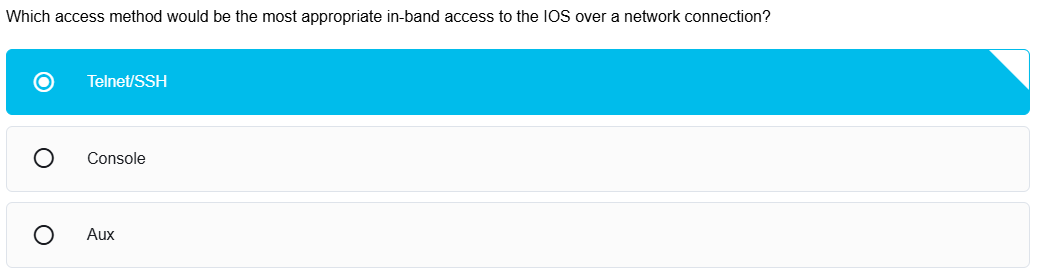 Which access method would be the most appropriate in-band access to the IOS over a network connection?
Telnet/SSH
Console
Aux